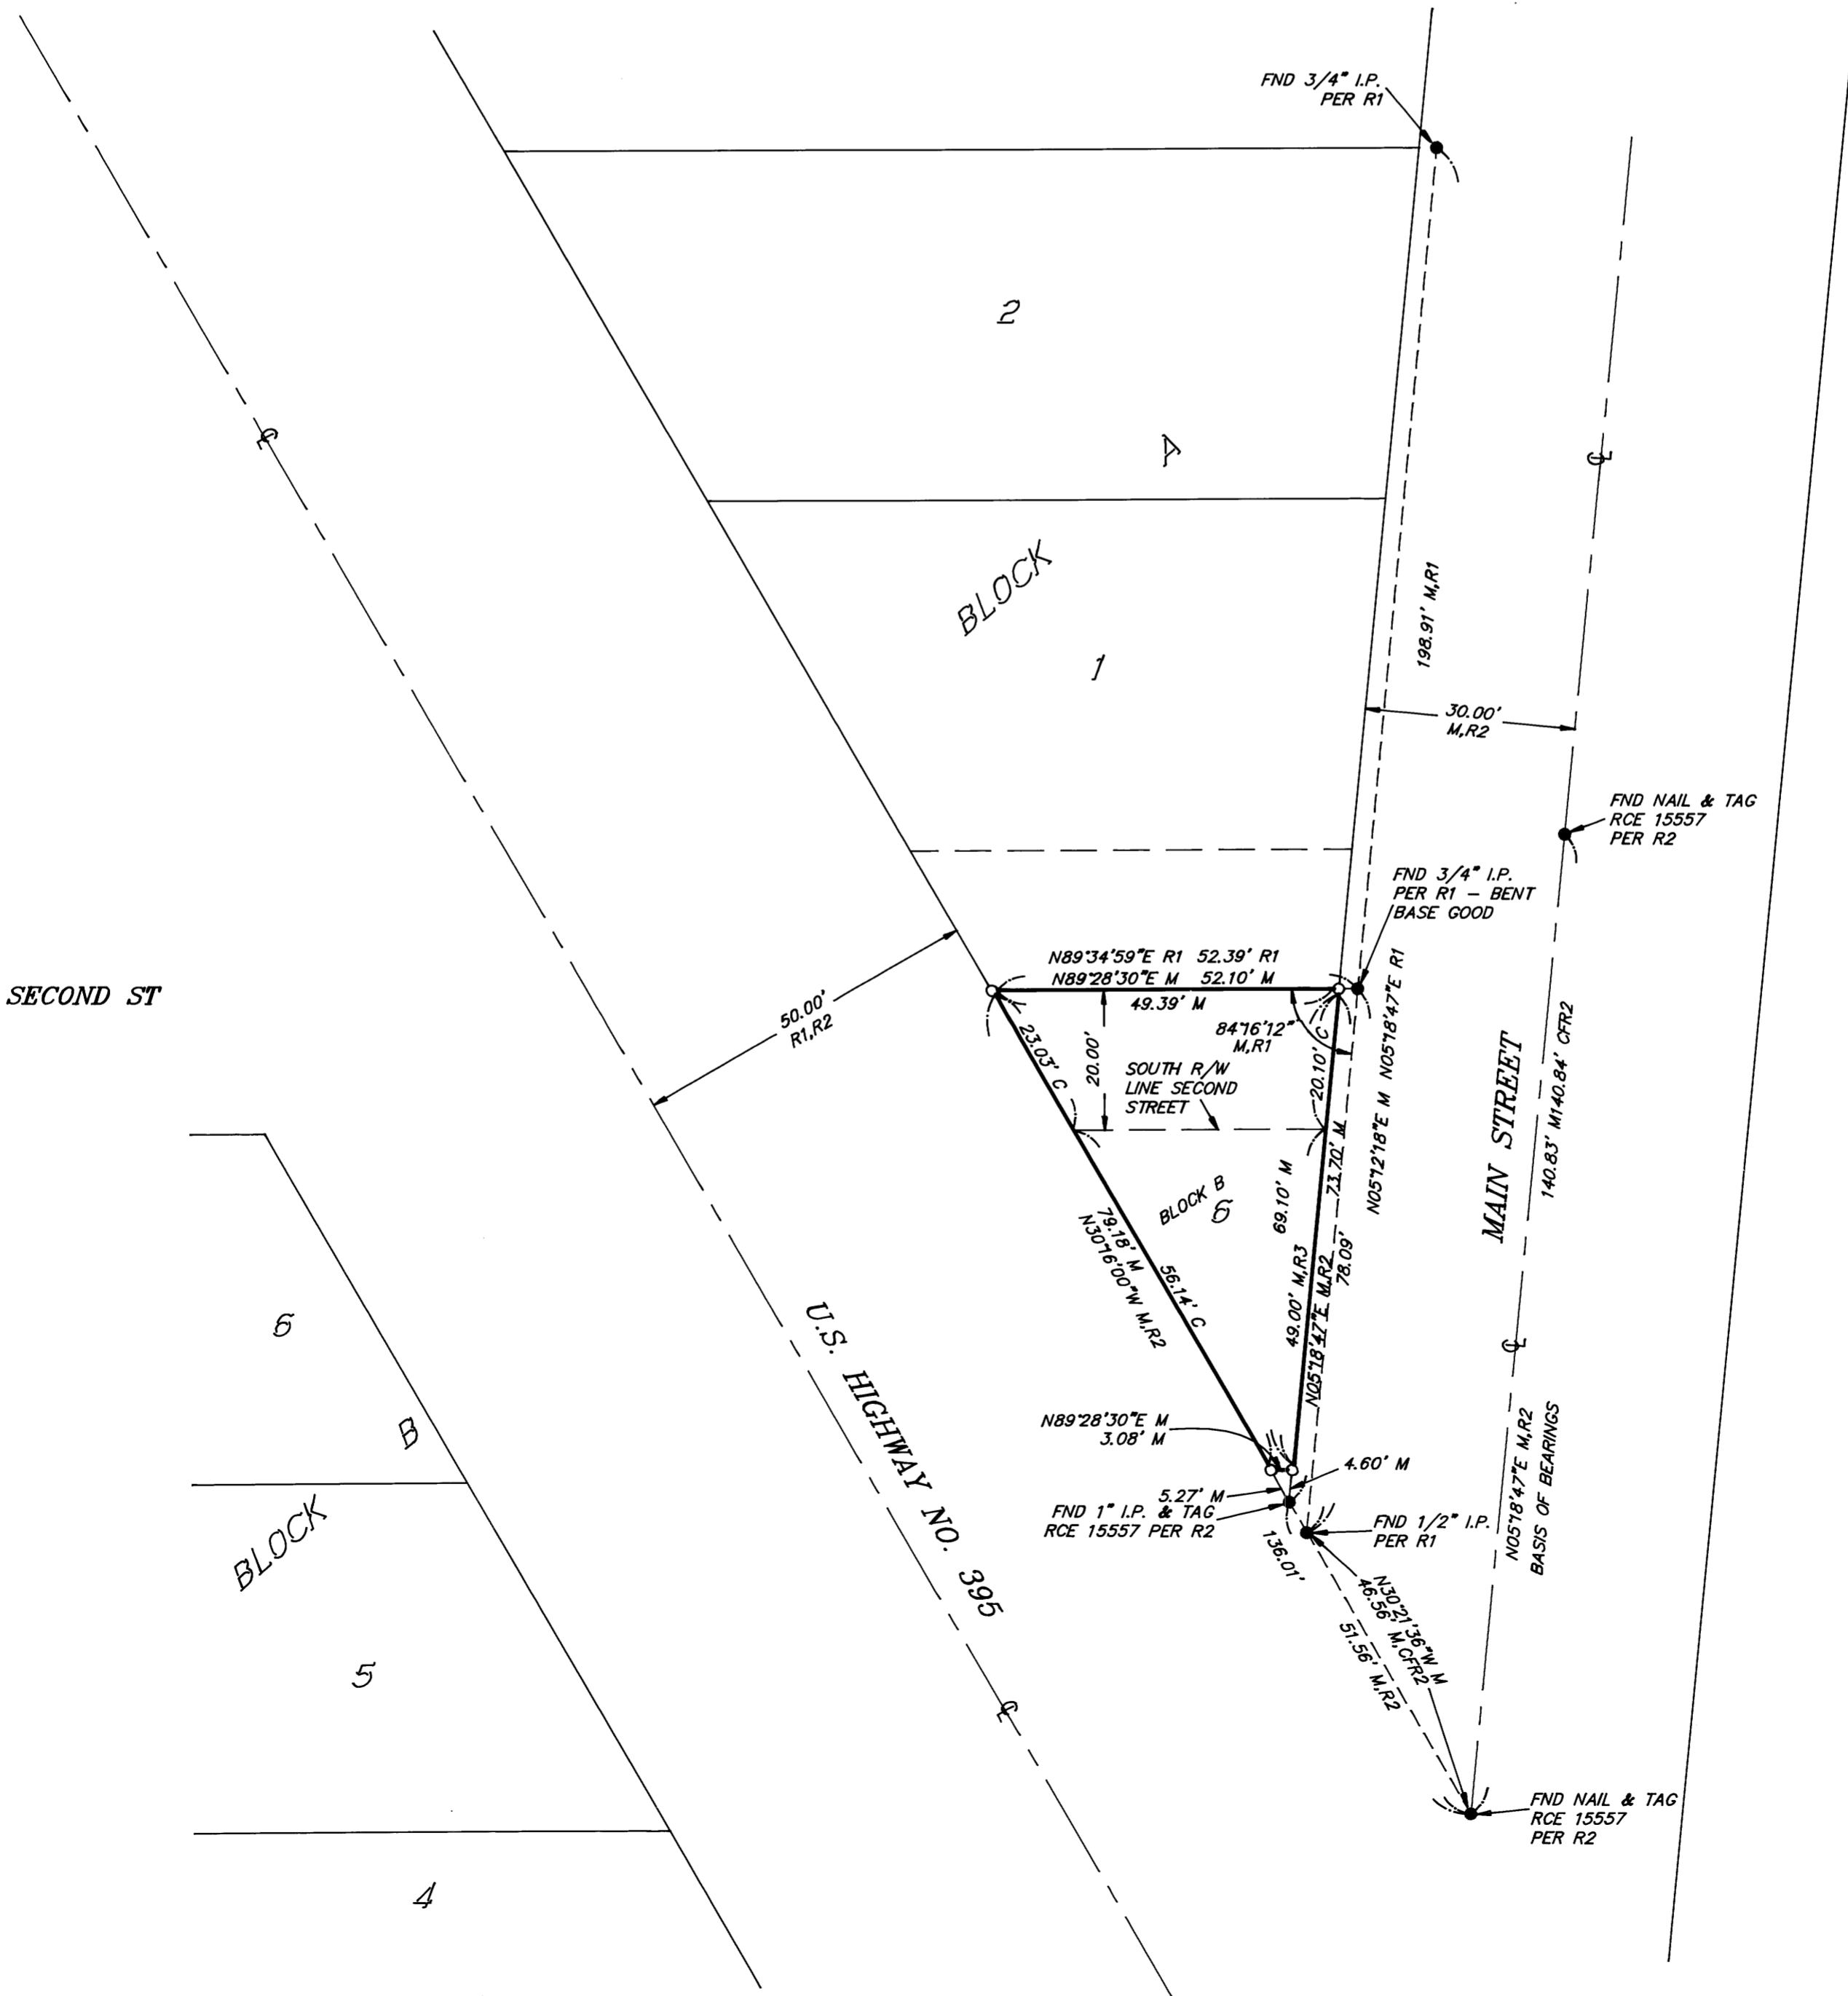 FND 3/4" I.P.
PER R1
2
A
BLOCK
1
198.91' M,R1
30.00'
M,R2
FND NAIL & TAG
RCE 15557
PER R2
FND 3/4" I.P.
PER R1 - BENT
BASE GOOD
SECOND ST
50.00'
R1,R2
N89°34'59"E R1 52.39' R1
N89°28'30"E M 52.10' M
49.39' M
84°16'12"
M,R1
23.03' C
20.00'
20.10' C
SOUTH R/W
LINE SECOND
STREET
N05°12'18"E M N05°18'47"E R1
MAIN STREET
140.83' M140.84' CFR2
BLOCK B
6
69.10' M
73.70' M
78.09'
49.00' M,R3
N05°18'47"E M,R2
79.18' M
N30°16'00"W M,R2
56.14' C
U.S. HIGHWAY NO. 395
6
B
BLOCK
5
4
N89°28'30"E M
3.08' M
4.60' M
5.27' M
FND 1" I.P. & TAG
RCE 15557 PER R2
FND 1/2" I.P.
PER R1
136.01'
N30°21'36"W M
46.56' M,CFR2
51.56' M,R2
N05°18'47"E M,R2
BASIS OF BEARINGS
FND NAIL & TAG
RCE 15557
PER R2